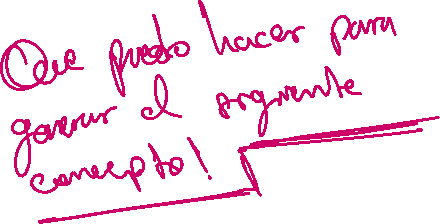 Que puedo hacer para
generar el siguiente
concepto!